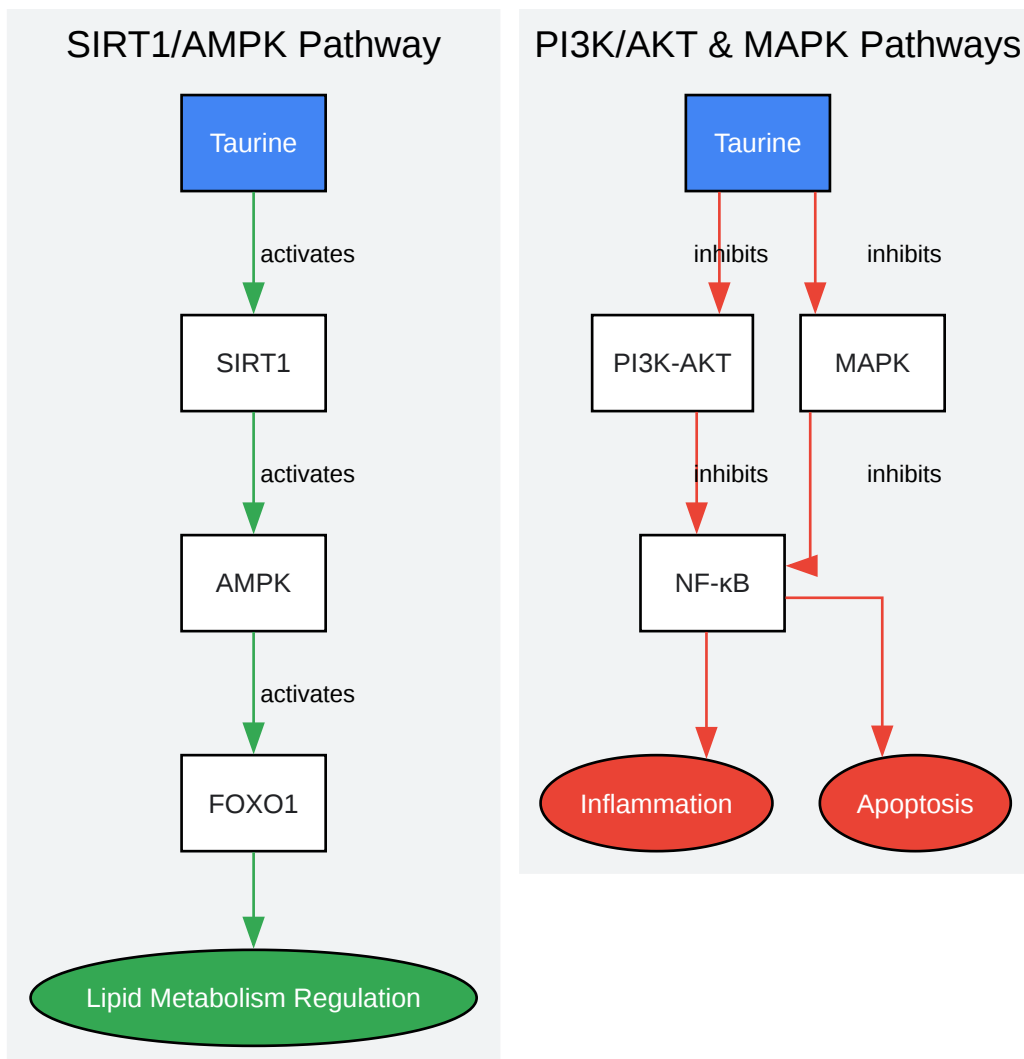 SIRT1/AMPK Pathway
Taurine
activates
SIRT1
activates
AMPK
activates
FOXO1
Lipid Metabolism Regulation
PI3K/AKT & MAPK Pathways
Taurine
inhibits
inhibits
PI3K-AKT
MAPK
inhibits
inhibits
NF-κB
Inflammation
Apoptosis